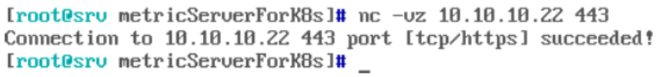 [root@srv metricServerForK8s]# nc -vz 10.10.10.22 443
Connection to 10.10.10.22 443 port [tcp/https] succeeded!
[root@srv metricServerForK8s]# _